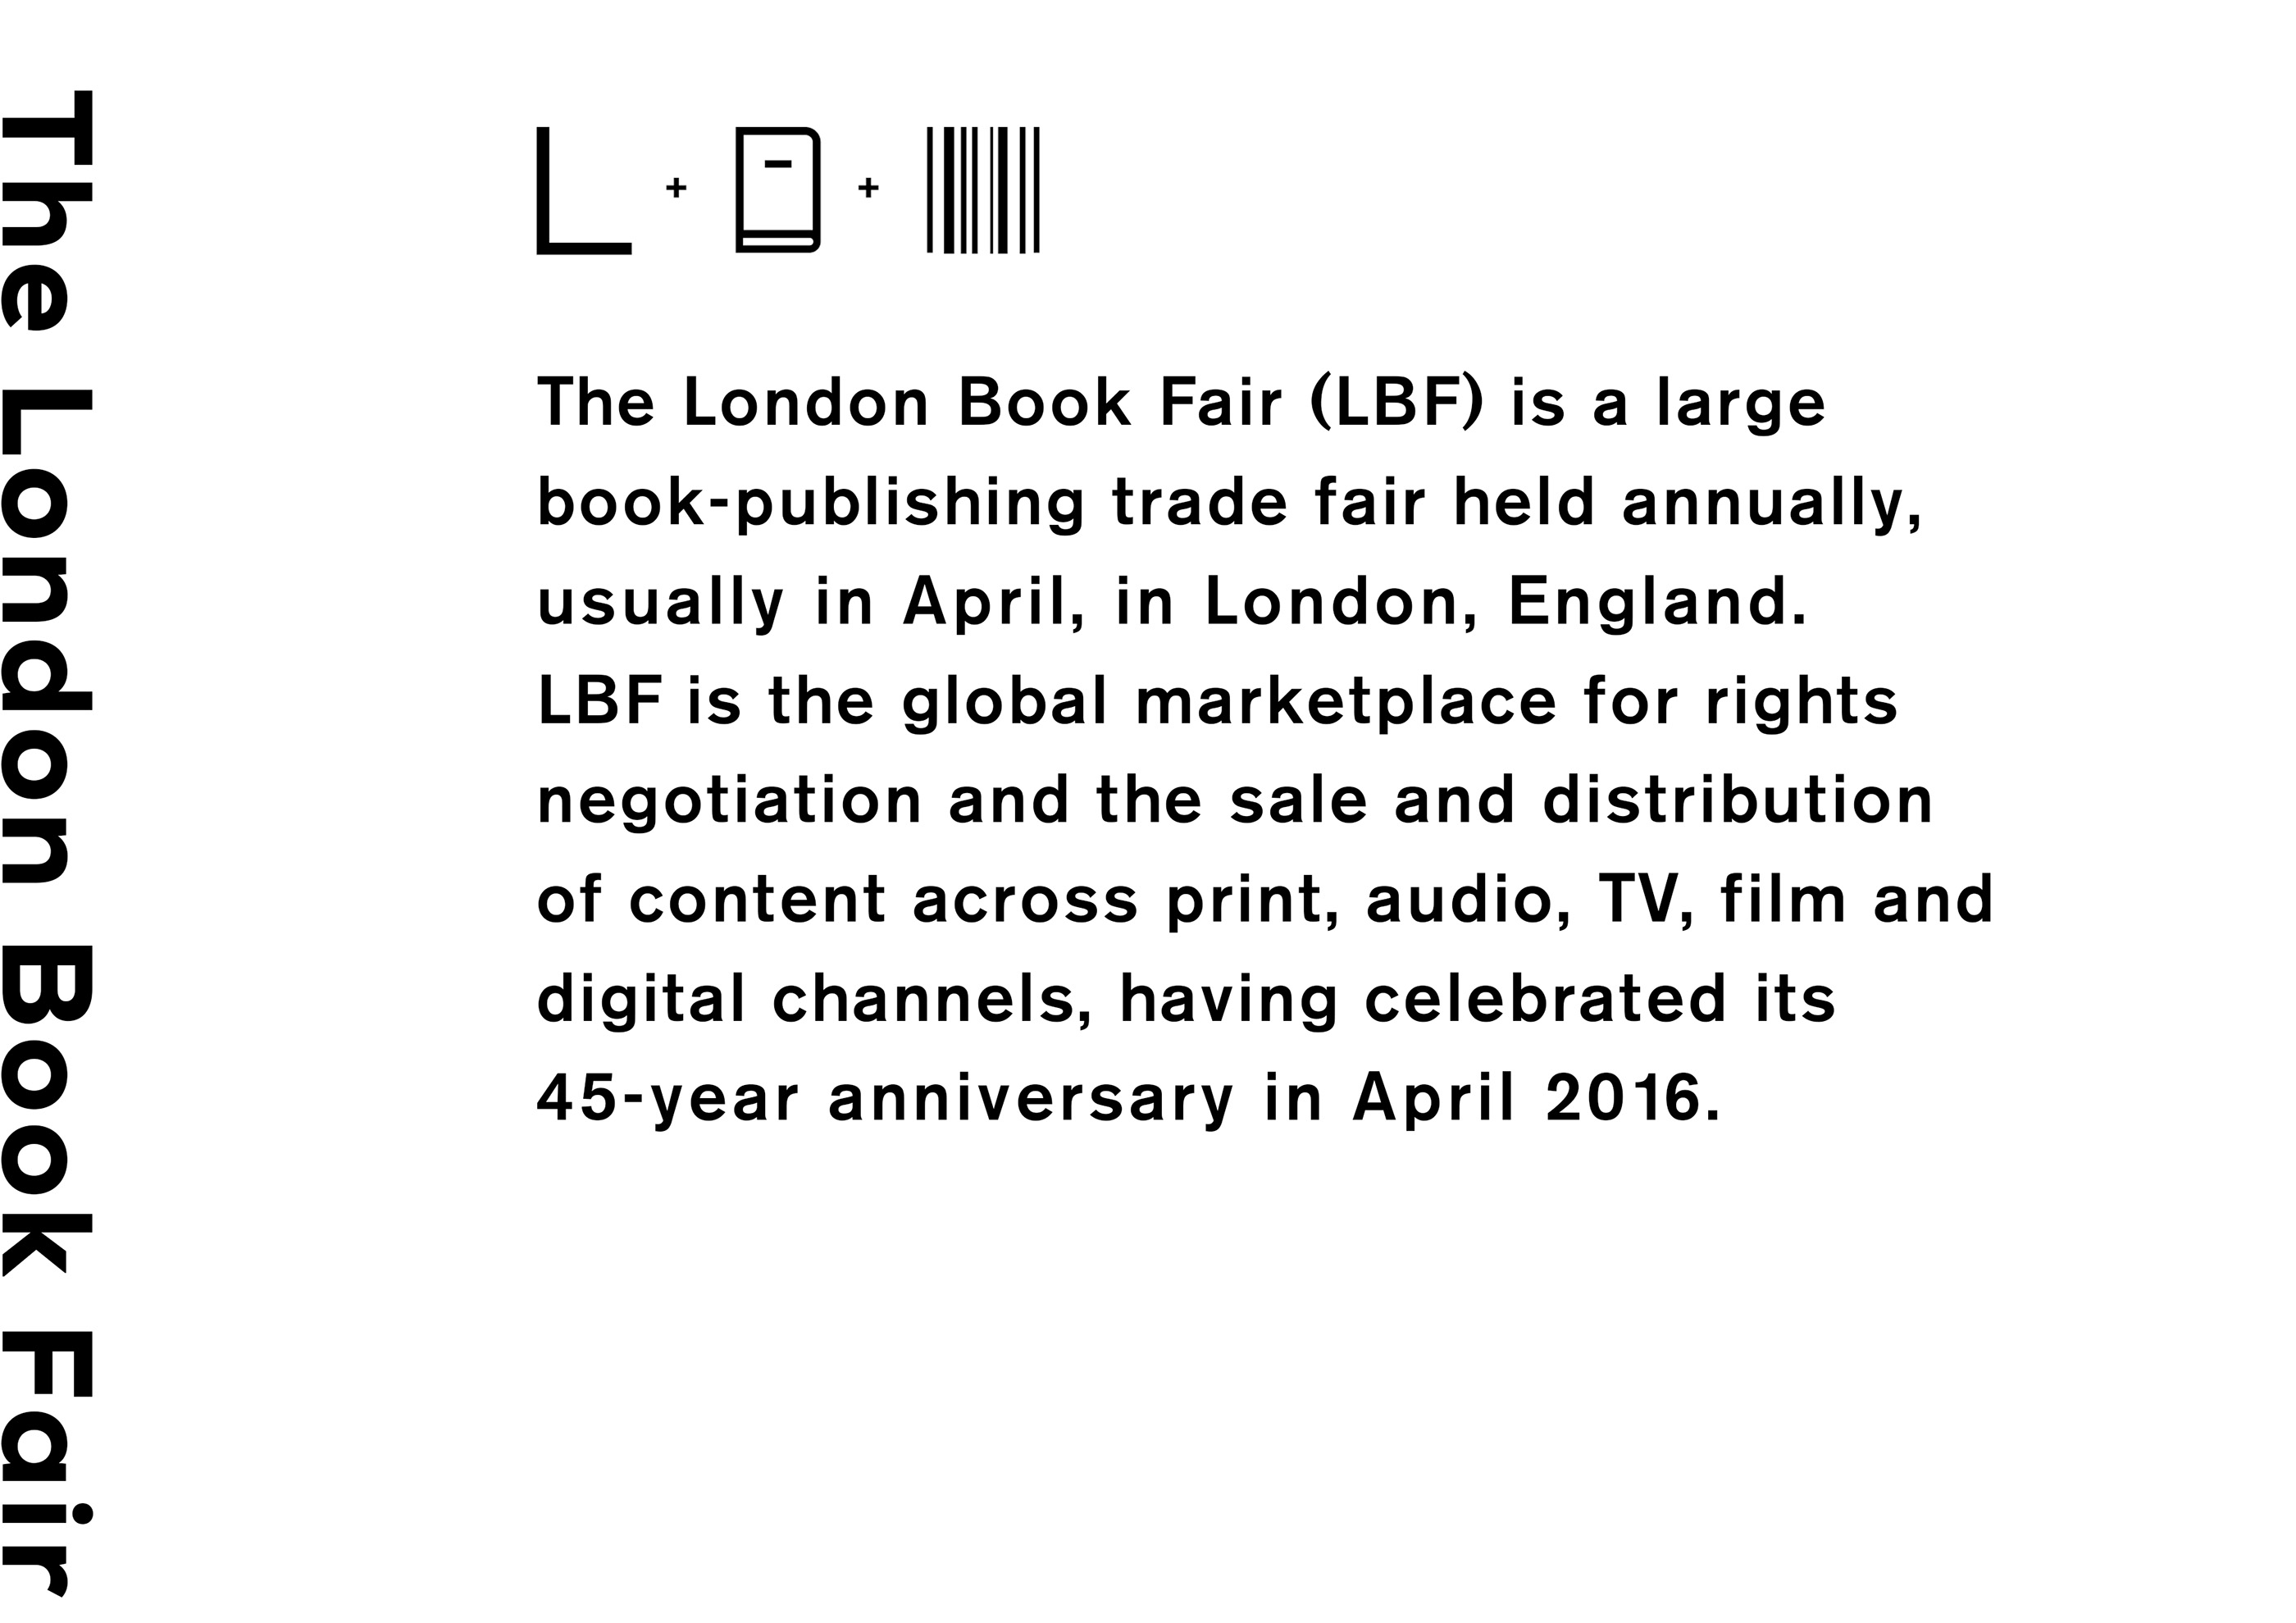 The London Book Fair
L + +
The London Book Fair (LBF) is a large
book-publishing trade fair held annually,
usually in April, in London, England.
LBF is the global marketplace for rights
negotiation and the sale and distribution
of content across print, audio, TV, film and
digital channels, having celebrated its
45-year anniversary in April 2016.